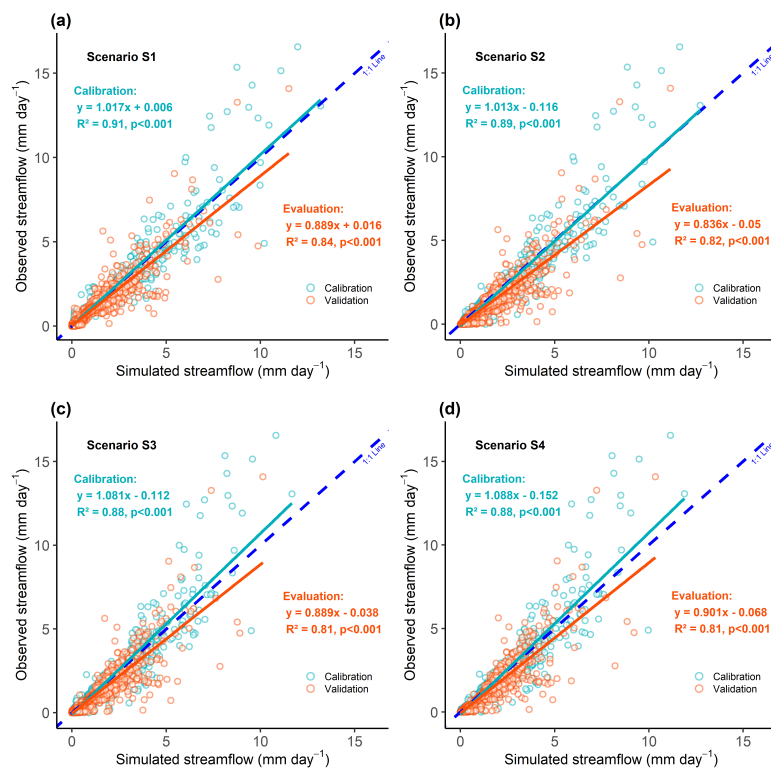 (a)
Scenario S1
1:1 Line
Calibration:
y = 1.017x + 0.006
R² = 0.91, p<0.001
Evaluation:
y = 0.889x + 0.016
R² = 0.84, p<0.001
Calibration
Validation
15
10
5
0
0 5 10 15
Observed streamflow (mm day⁻¹)
Simulated streamflow (mm day⁻¹)
(b)
Scenario S2
1:1 Line
Calibration:
y = 1.013x - 0.116
R² = 0.89, p<0.001
Evaluation:
y = 0.836x - 0.05
R² = 0.82, p<0.001
Calibration
Validation
15
10
5
0
0 5 10 15
Observed streamflow (mm day⁻¹)
Simulated streamflow (mm day⁻¹)
(c)
Scenario S3
1:1 Line
Calibration:
y = 1.081x - 0.112
R² = 0.88, p<0.001
Evaluation:
y = 0.889x - 0.038
R² = 0.81, p<0.001
Calibration
Validation
15
10
5
0
0 5 10 15
Observed streamflow (mm day⁻¹)
Simulated streamflow (mm day⁻¹)
(d)
Scenario S4
1:1 Line
Calibration:
y = 1.088x - 0.152
R² = 0.88, p<0.001
Evaluation:
y = 0.901x - 0.068
R² = 0.81, p<0.001
Calibration
Validation
15
10
5
0
0 5 10 15
Observed streamflow (mm day⁻¹)
Simulated streamflow (mm day⁻¹)